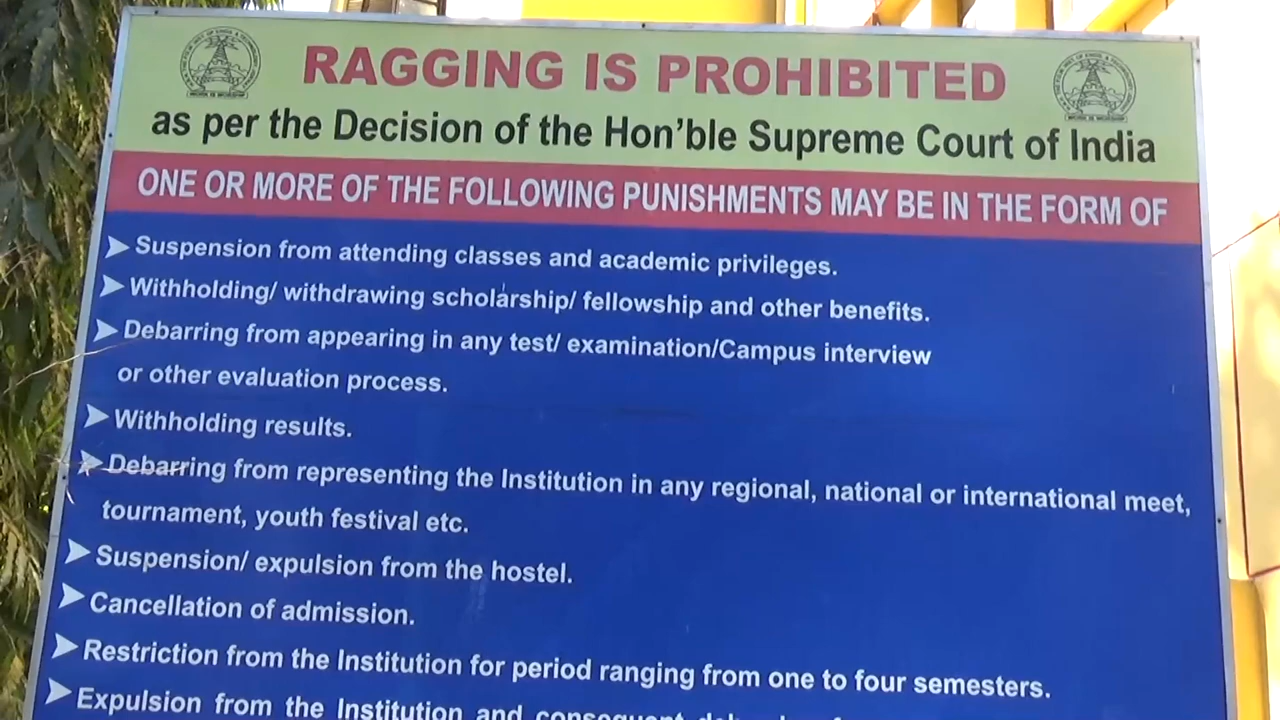 RAGGING IS PROHIBITED
as per the Decision of the Hon'ble Supreme Court of India
ONE OR MORE OF THE FOLLOWING PUNISHMENTS MAY BE IN THE FORM OF
➤ Suspension from attending classes and academic privileges.
➤ Withholding/ withdrawing scholarship/ fellowship and other benefits.
➤ Debarring from appearing in any test/ examination/Campus interview
or other evaluation process.
➤ Withholding results.
➤ Debarring from representing the Institution in any regional, national or international meet,
tournament, youth festival etc.
➤ Suspension/ expulsion from the hostel.
➤ Cancellation of admission.
➤ Restriction from the Institution for period ranging from one to four semesters.
➤ Expulsion from the Institution and consequent